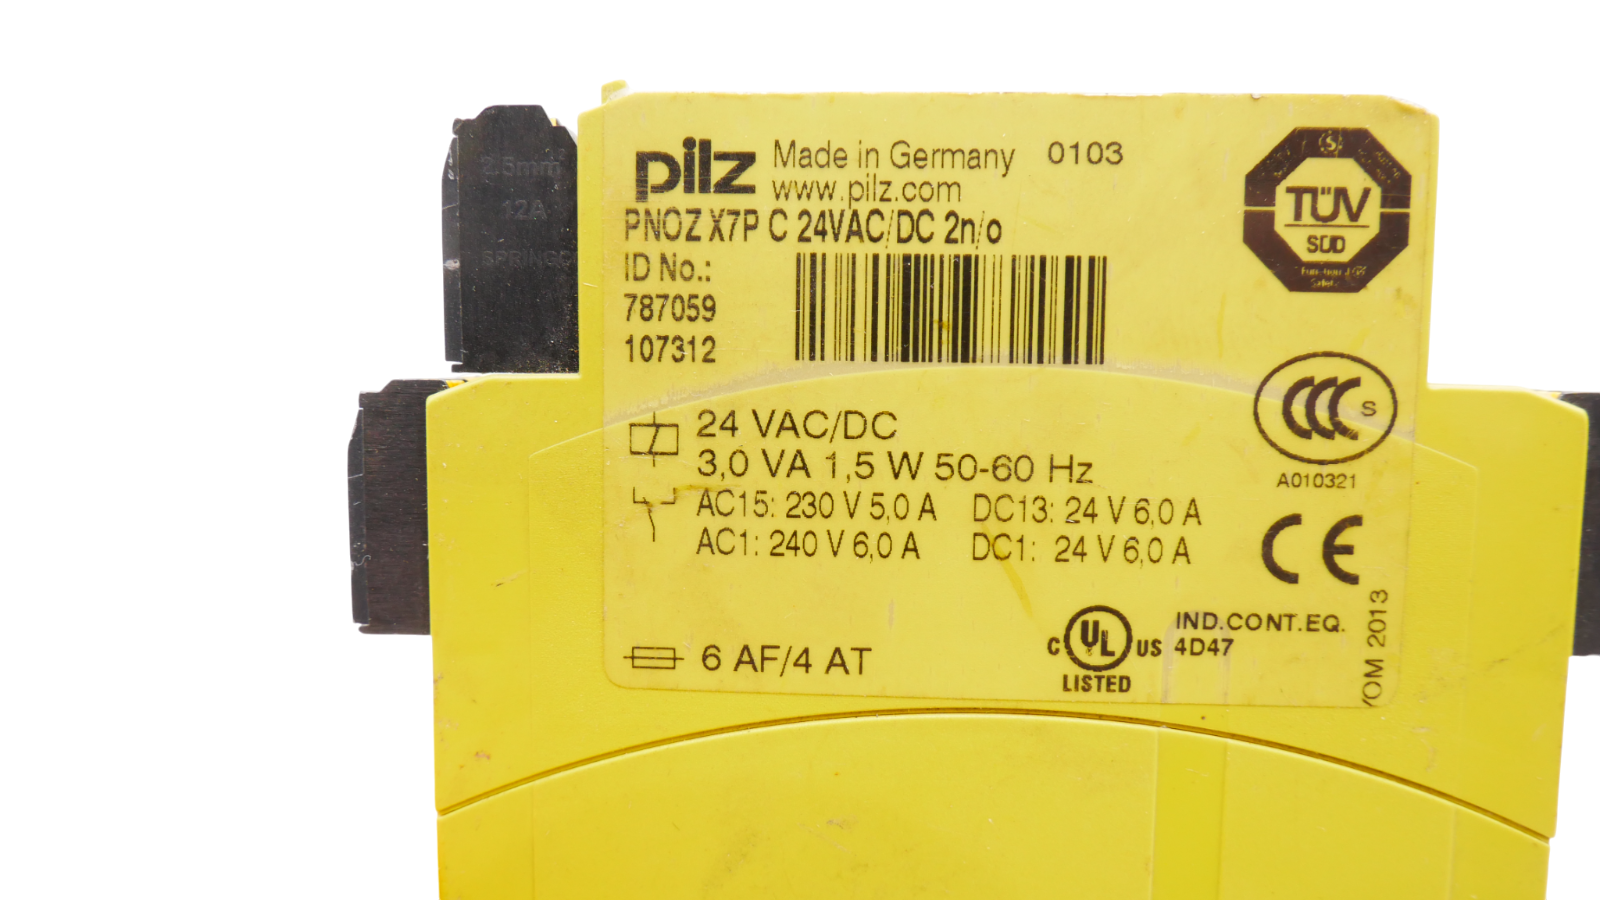 pilz Made in Germany 0103
www.pilz.com
PNOZ X7P C 24VAC/DC 2n/o
ID No.:
787059
107312
TÜV
SÜD
24 VAC/DC
3,0 VA 1,5 W 50-60 Hz
AC15: 230 V 5,0 A DC13: 24 V 6,0 A
AC1: 240 V 6,0 A DC1: 24 V 6,0 A
CCC S
A010321
CE
6 AF/4 AT
C UL US
LISTED
IND.CONT.EQ.
4D47
YOM 2013
2.5mm²
12A